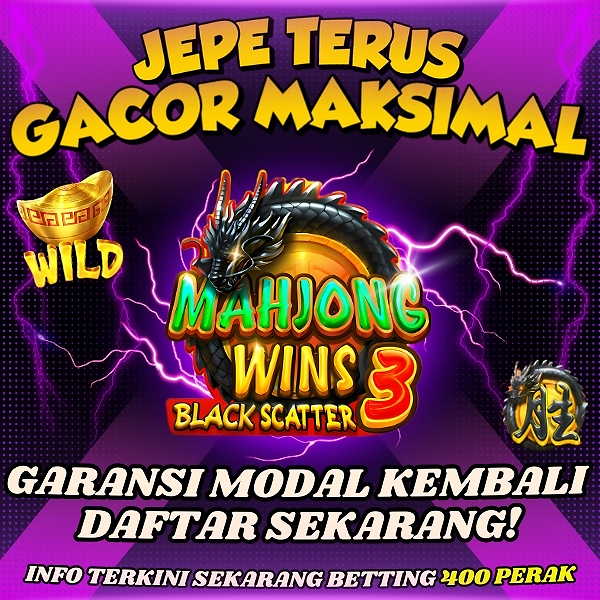 JEPE TERUS
GACOR MAKSIMAL
WILD
MAHJONG
WINS 3
BLACK SCATTER
胜
GARANSI MODAL KEMBALI
DAFTAR SEKARANG!
INFO TERKINI SEKARANG BETTING 400 PERAK